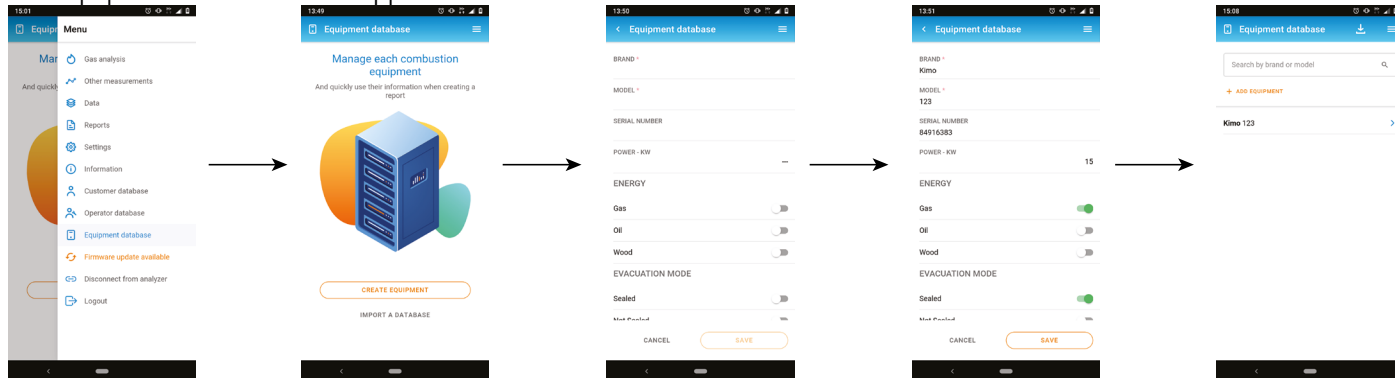 15:01
Equipm
Menu
Mar
And quickly
Gas analysis
Other measurements
Data
Reports
Settings
Information
Customer database
Operator database
Equipment database
Firmware update available
Disconnect from analyzer
Logout
13:49
Equipment database
Manage each combustion
equipment
And quickly use their information when creating a
report
CREATE EQUIPMENT
IMPORT A DATABASE
13:50
Equipment database
BRAND *
MODEL *
SERIAL NUMBER
POWER - KW
--
ENERGY
Gas
Oil
Wood
EVACUATION MODE
Sealed
Not Sealed
CANCEL
SAVE
13:51
Equipment database
BRAND *
Kimo
MODEL *
123
SERIAL NUMBER
84916383
POWER - KW
15
ENERGY
Gas
Oil
Wood
EVACUATION MODE
Sealed
Not Sealed
CANCEL
SAVE
15:08
Equipment database
Search by brand or model
+ ADD EQUIPMENT
Kimo 123